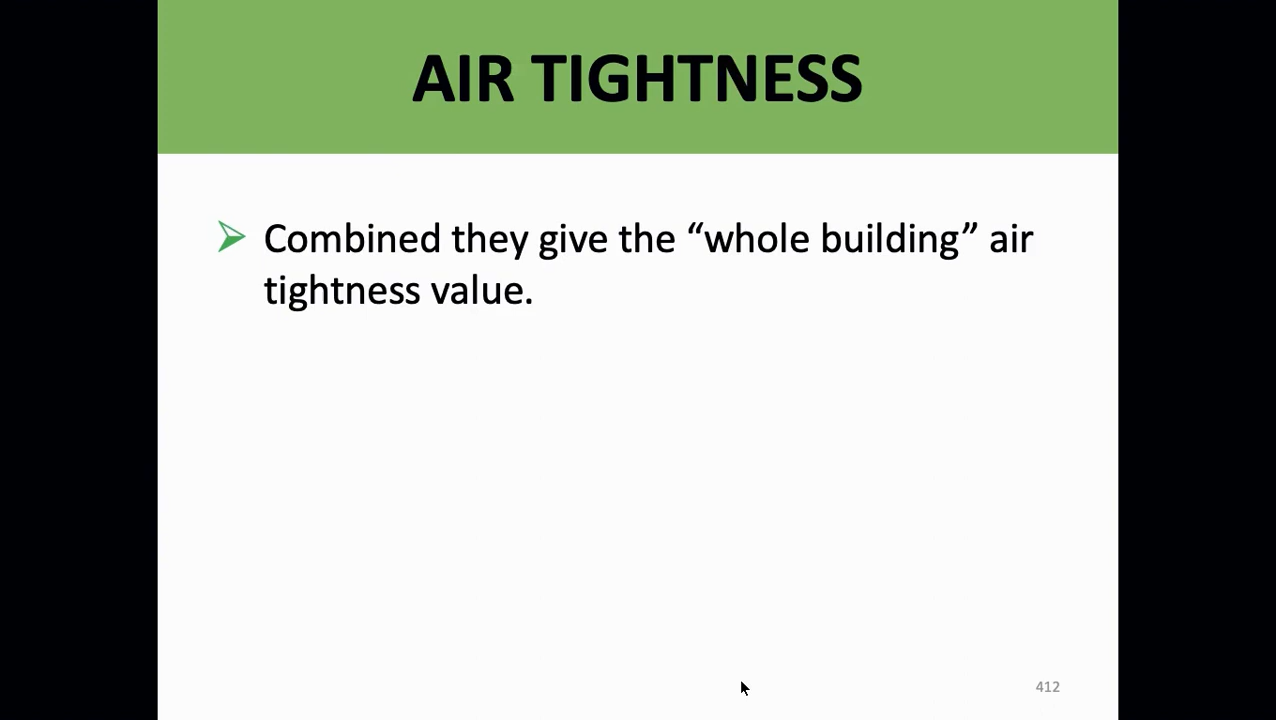 AIR TIGHTNESS
Combined they give the “whole building” air
tightness value.
412